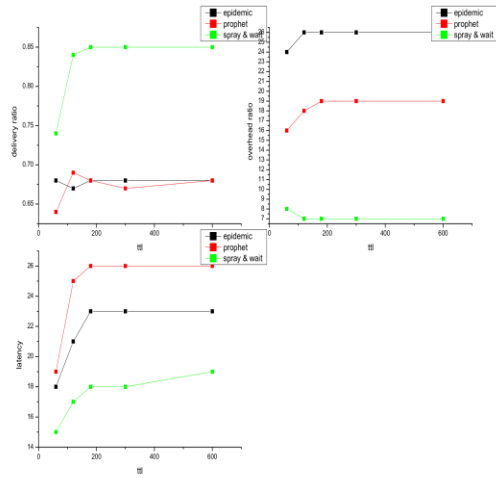 epidemic
prophet
spray & wait
0.85
0.80
0.75
0.70
0.65
delivery ratio
0 200 400 600
ttl
epidemic
prophet
spray & wait
26
25
24
23
22
21
20
19
18
17
16
15
14
13
12
11
10
9
8
7
overhead ratio
0 200 400 600
ttl
epidemic
prophet
spray & wait
26
24
22
20
18
16
14
latency
0 200 400 600
ttl